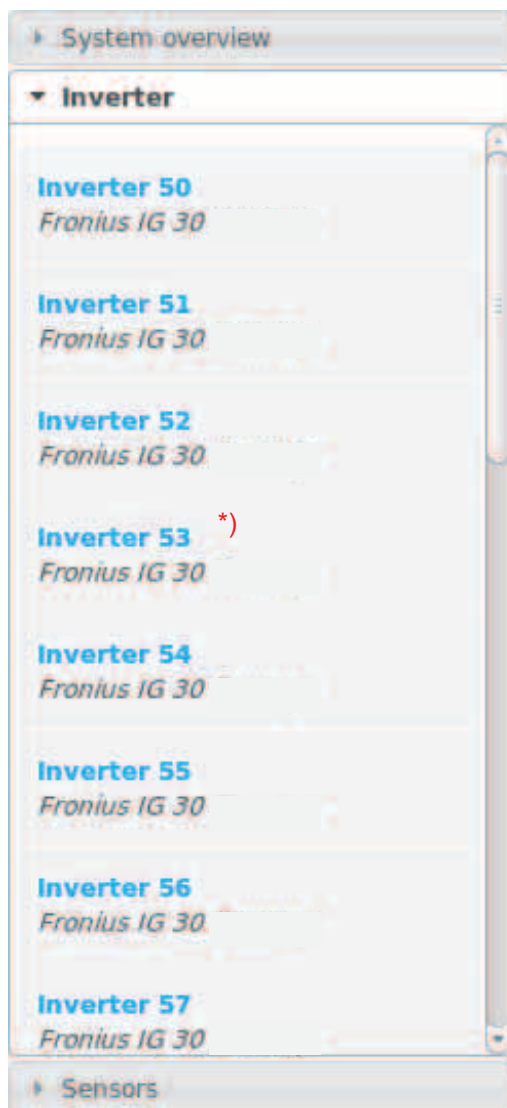 System overview
Inverter
Inverter 50
Fronius IG 30
Inverter 51
Fronius IG 30
Inverter 52
Fronius IG 30
Inverter 53 *)
Fronius IG 30
Inverter 54
Fronius IG 30
Inverter 55
Fronius IG 30
Inverter 56
Fronius IG 30
Inverter 57
Fronius IG 30
Sensors